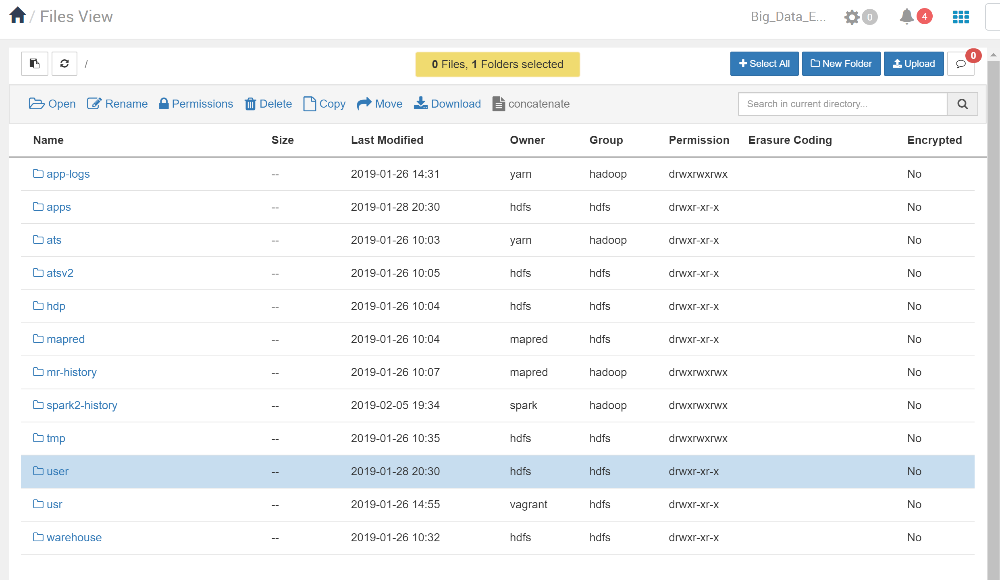 / Files View Big_Data_E... 0 4
/ 0 Files, 1 Folders selected Select All New Folder Upload 0
Open Rename Permissions Delete Copy Move Download concatenate Search in current directory...
Name Size Last Modified Owner Group Permission Erasure Coding Encrypted
app-logs -- 2019-01-26 14:31 yarn hadoop drwxrwxrwx No
apps -- 2019-01-28 20:30 hdfs hdfs drwxr-xr-x No
ats -- 2019-01-26 10:03 yarn hadoop drwxr-xr-x No
atsv2 -- 2019-01-26 10:05 hdfs hdfs drwxr-xr-x No
hdp -- 2019-01-26 10:04 hdfs hdfs drwxr-xr-x No
mapred -- 2019-01-26 10:04 mapred hdfs drwxr-xr-x No
mr-history -- 2019-01-26 10:07 mapred hadoop drwxrwxrwx No
spark2-history -- 2019-02-05 19:34 spark hadoop drwxrwxrwx No
tmp -- 2019-01-26 10:35 hdfs hdfs drwxrwxrwx No
user -- 2019-01-28 20:30 hdfs hdfs drwxr-xr-x No
usr -- 2019-01-26 14:55 vagrant hdfs drwxr-xr-x No
warehouse -- 2019-01-26 10:32 hdfs hdfs drwxr-xr-x No